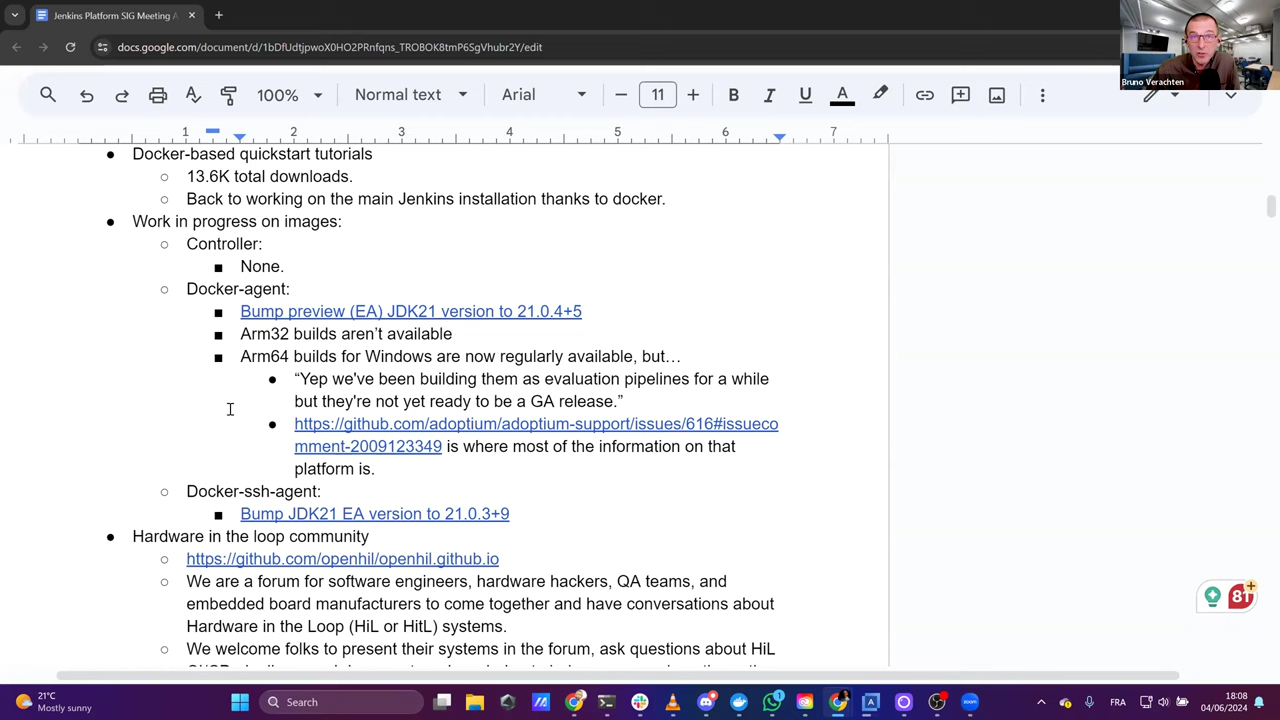 Jenkins Platform SIG Meeting A
docs.google.com/document/d/1bDfUdtjpwoX0HO2PRnfqns_TROBOK8tmP6SgVhubr2Y/edit
Bruno Verachten
100%
Normal text
Arial
11
1 2 3 4 5 6 7
● Docker-based quickstart tutorials
○ 13.6K total downloads.
○ Back to working on the main Jenkins installation thanks to docker.
● Work in progress on images:
○ Controller:
■ None.
○ Docker-agent:
■ Bump preview (EA) JDK21 version to 21.0.4+5
■ Arm32 builds aren’t available
■ Arm64 builds for Windows are now regularly available, but…
● “Yep we've been building them as evaluation pipelines for a while
but they're not yet ready to be a GA release.”
● https://github.com/adoptium/adoptium-support/issues/616#issueco
mment-2009123349 is where most of the information on that
platform is.
○ Docker-ssh-agent:
■ Bump JDK21 EA version to 21.0.3+9
● Hardware in the loop community
○ https://github.com/openhil/openhil.github.io
○ We are a forum for software engineers, hardware hackers, QA teams, and
embedded board manufacturers to come together and have conversations about
Hardware in the Loop (HiL or HitL) systems.
○ We welcome folks to present their systems in the forum, ask questions about HiL
81
21°C
Mostly sunny
Search
FRA
18:08
04/06/2024